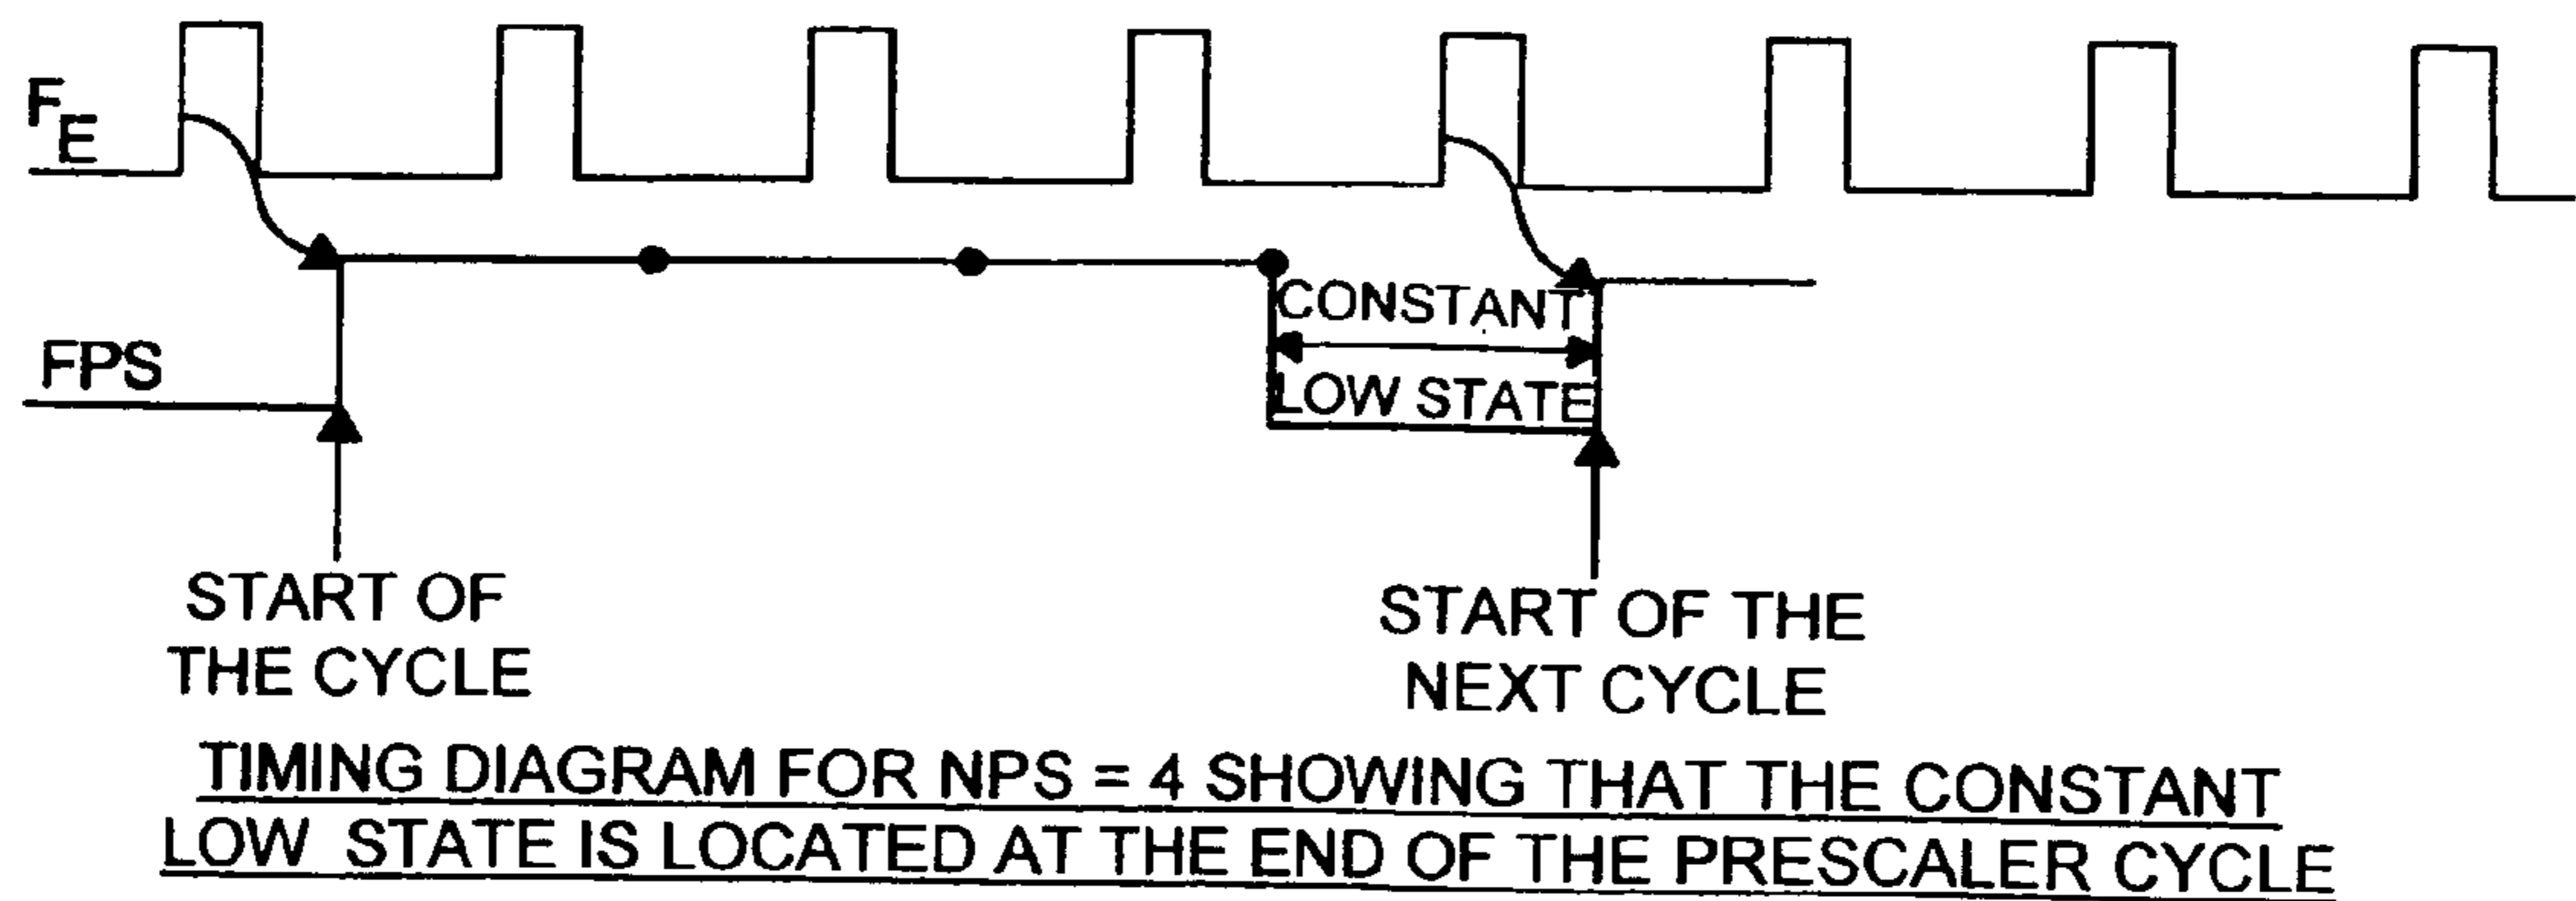 FE
CONSTANT
FPS
LOW STATE
START OF
THE CYCLE
START OF THE
NEXT CYCLE
TIMING DIAGRAM FOR NPS = 4 SHOWING THAT THE CONSTANT
LOW STATE IS LOCATED AT THE END OF THE PRESCALER CYCLE